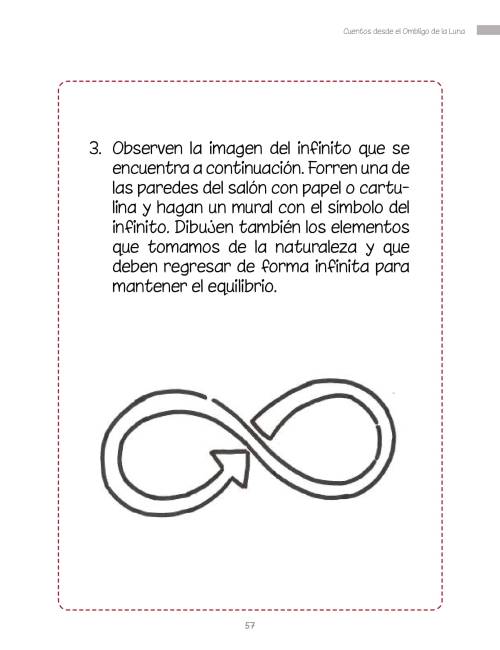 Cuentos desde el Ombligo de la Luna
3. Observen la imagen del infinito que se
encuentra a continuación. Forren una de
las paredes del salón con papel o cartu-
lina y hagan un mural con el símbolo del
infinito. Dibujen también los elementos
que tomamos de la naturaleza y que
deben regresar de forma infinita para
mantener el equilibrio.
57